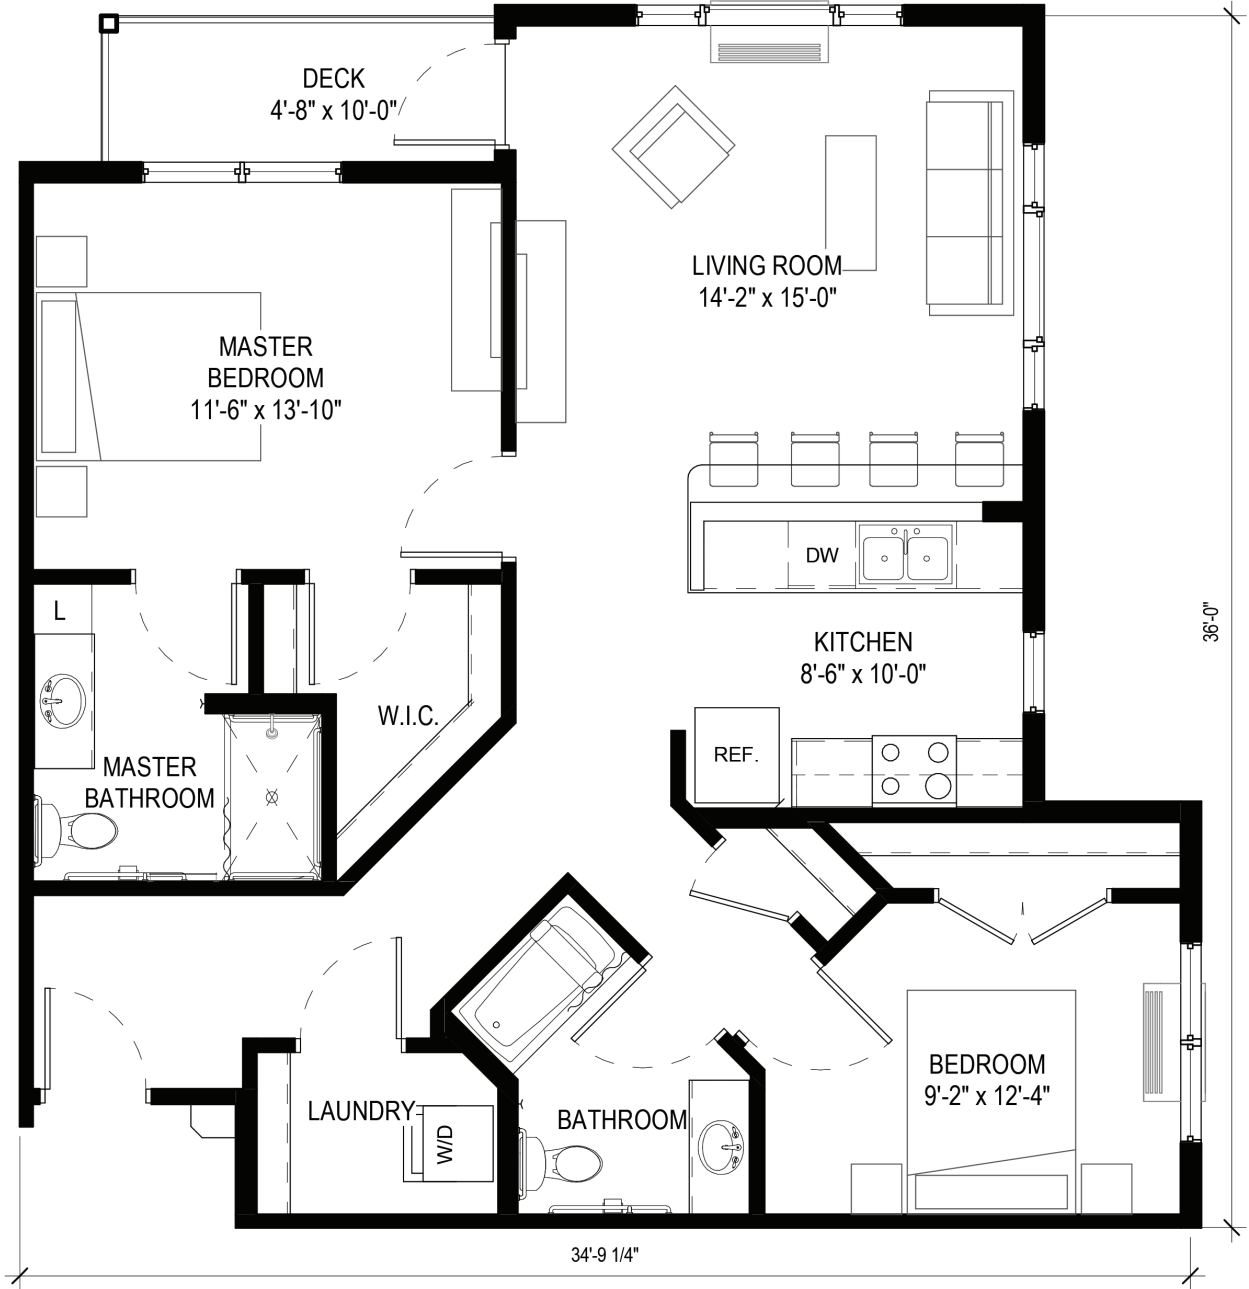 DECK
4'-8" x 10'-0"
LIVING ROOM
14'-2" x 15'-0"
MASTER
BEDROOM
11'-6" x 13'-10"
DW
L
36'-0"
KITCHEN
8'-6" x 10'-0"
W.I.C.
REF.
MASTER
BATHROOM
BEDROOM
9'-2" x 12'-4"
LAUNDRY
BATHROOM
W/D
34'-9 1/4"